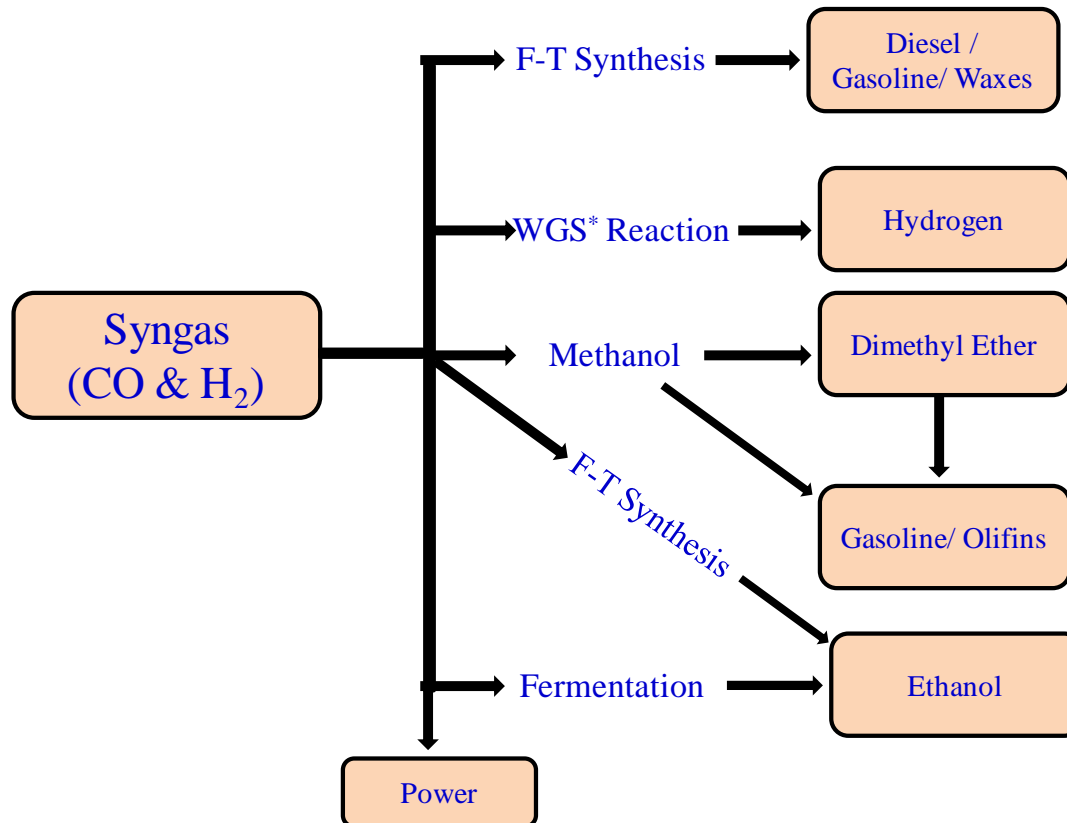 F-T Synthesis
Diesel /
Gasoline/ Waxes
WGS* Reaction
Hydrogen
Syngas
(CO & H₂)
Methanol
Dimethyl Ether
F-T Synthesis
Gasoline/ Olifins
Fermentation
Ethanol
Power